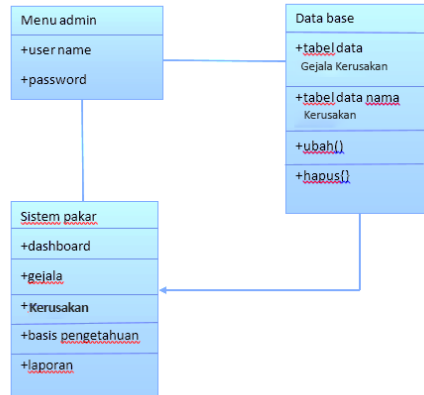 Menu admin
+user name
+password
Data base
+tabel data
Gejala Kerusakan
+tabel data nama
Kerusakan
+ubah()
+hapus{}
Sistem pakar
+dashboard
+gejala
+Kerusakan
+basis pengetahuan
+laporan